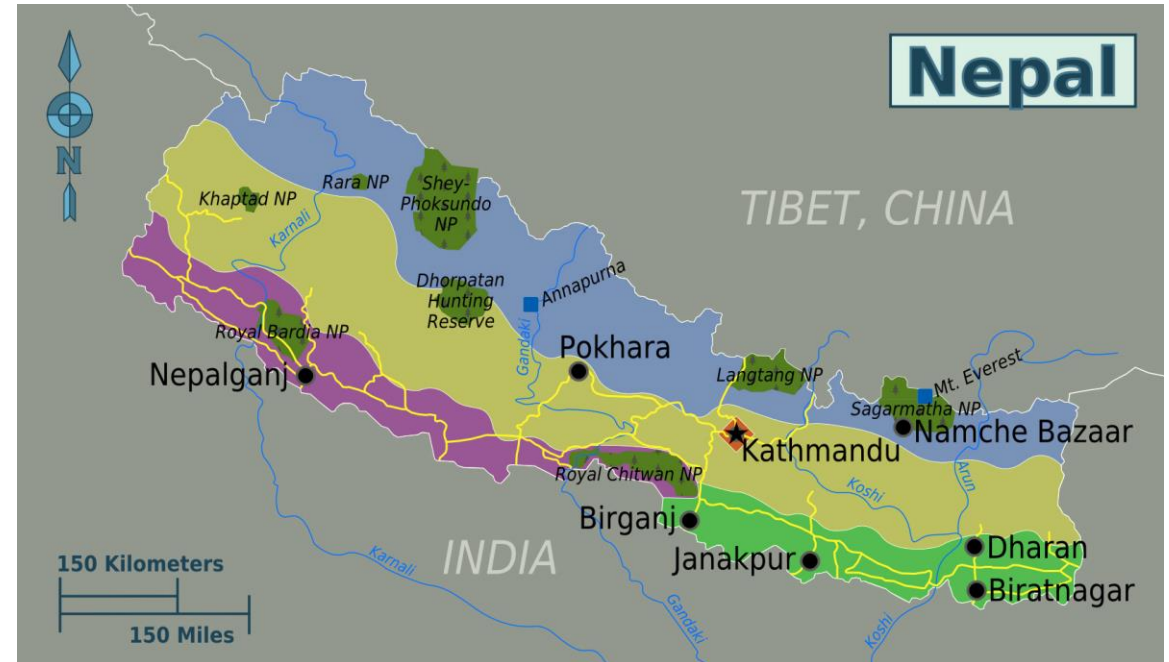 Nepal
N
TIBET, CHINA
Khaptad NP
Rara NP
Shey-
Phoksundo
NP
Karnali
Dhorpatan
Hunting
Reserve
Annapurna
Gandaki
Royal Bardia NP
Nepalganj
Pokhara
Langtang NP
Mt. Everest
Sagarmatha NP
Namche Bazaar
Kathmandu
Royal Chitwan NP
Koshi
Arun
Birganj
Janakpur
Dharan
Biratnagar
INDIA
Karnali
Gandaki
Koshi
150 Kilometers
150 Miles